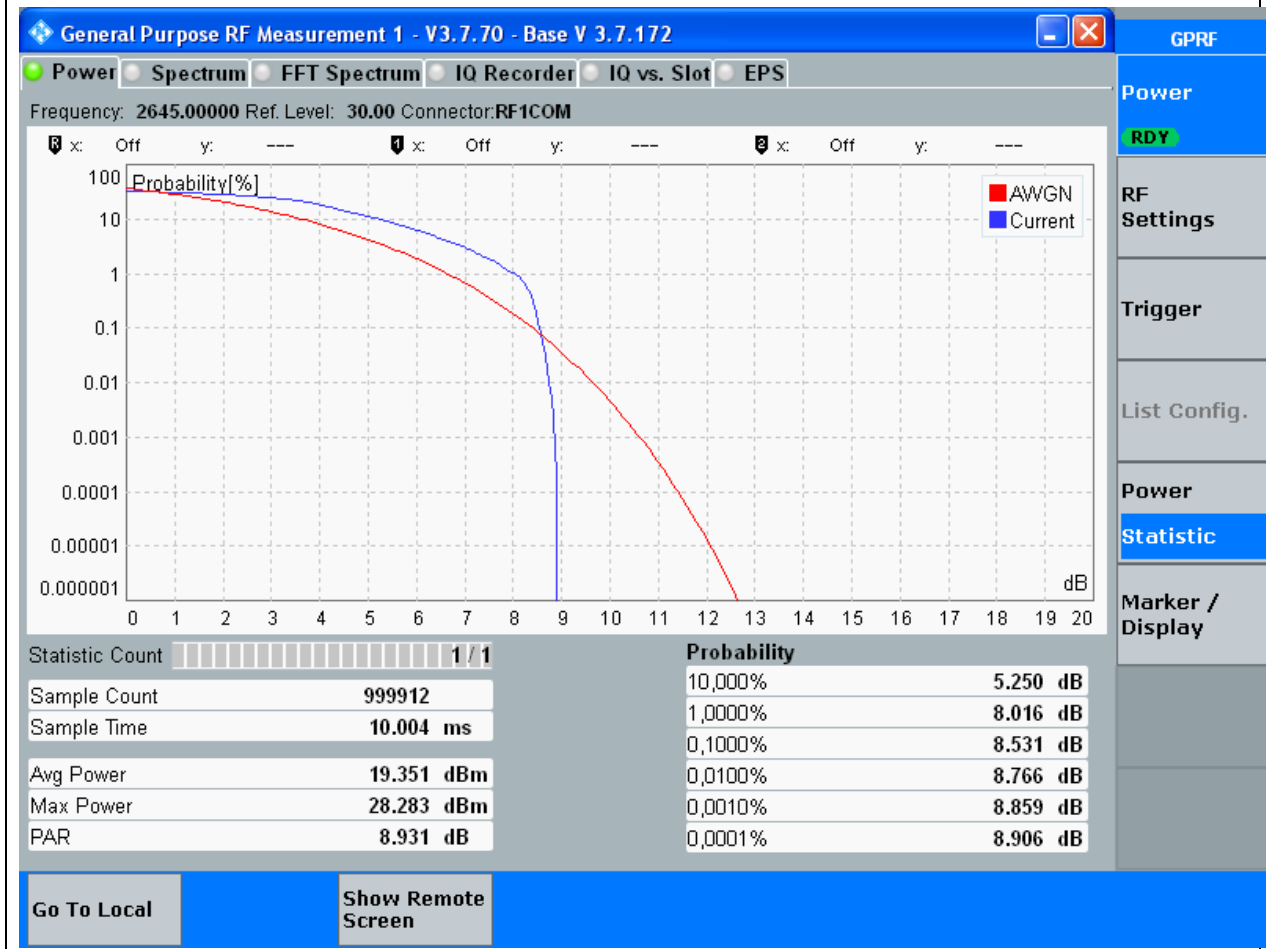 General Purpose RF Measurement 1 - V3.7.70 - Base V 3.7.172
GPRF
Power Spectrum FFT Spectrum IQ Recorder IQ vs. Slot EPS
Frequency: 2645.00000 Ref. Level: 30.00 Connector:RF1COM
R x: Off y: --- 1 x: Off y: --- 2 x: Off y: ---
Probability[%]
100
10
1
0.1
0.01
0.001
0.0001
0.00001
0.000001
AWGN
Current
dB
0 1 2 3 4 5 6 7 8 9 10 11 12 13 14 15 16 17 18 19 20
Statistic Count 1 / 1
Sample Count 999912
Sample Time 10.004 ms
Avg Power 19.351 dBm
Max Power 28.283 dBm
PAR 8.931 dB
Probability
10,000% 5.250 dB
1,0000% 8.016 dB
0,1000% 8.531 dB
0,0100% 8.766 dB
0,0010% 8.859 dB
0,0001% 8.906 dB
Power
RDY
RF
Settings
Trigger
List Config.
Power
Statistic
Marker /
Display
Go To Local
Show Remote
Screen